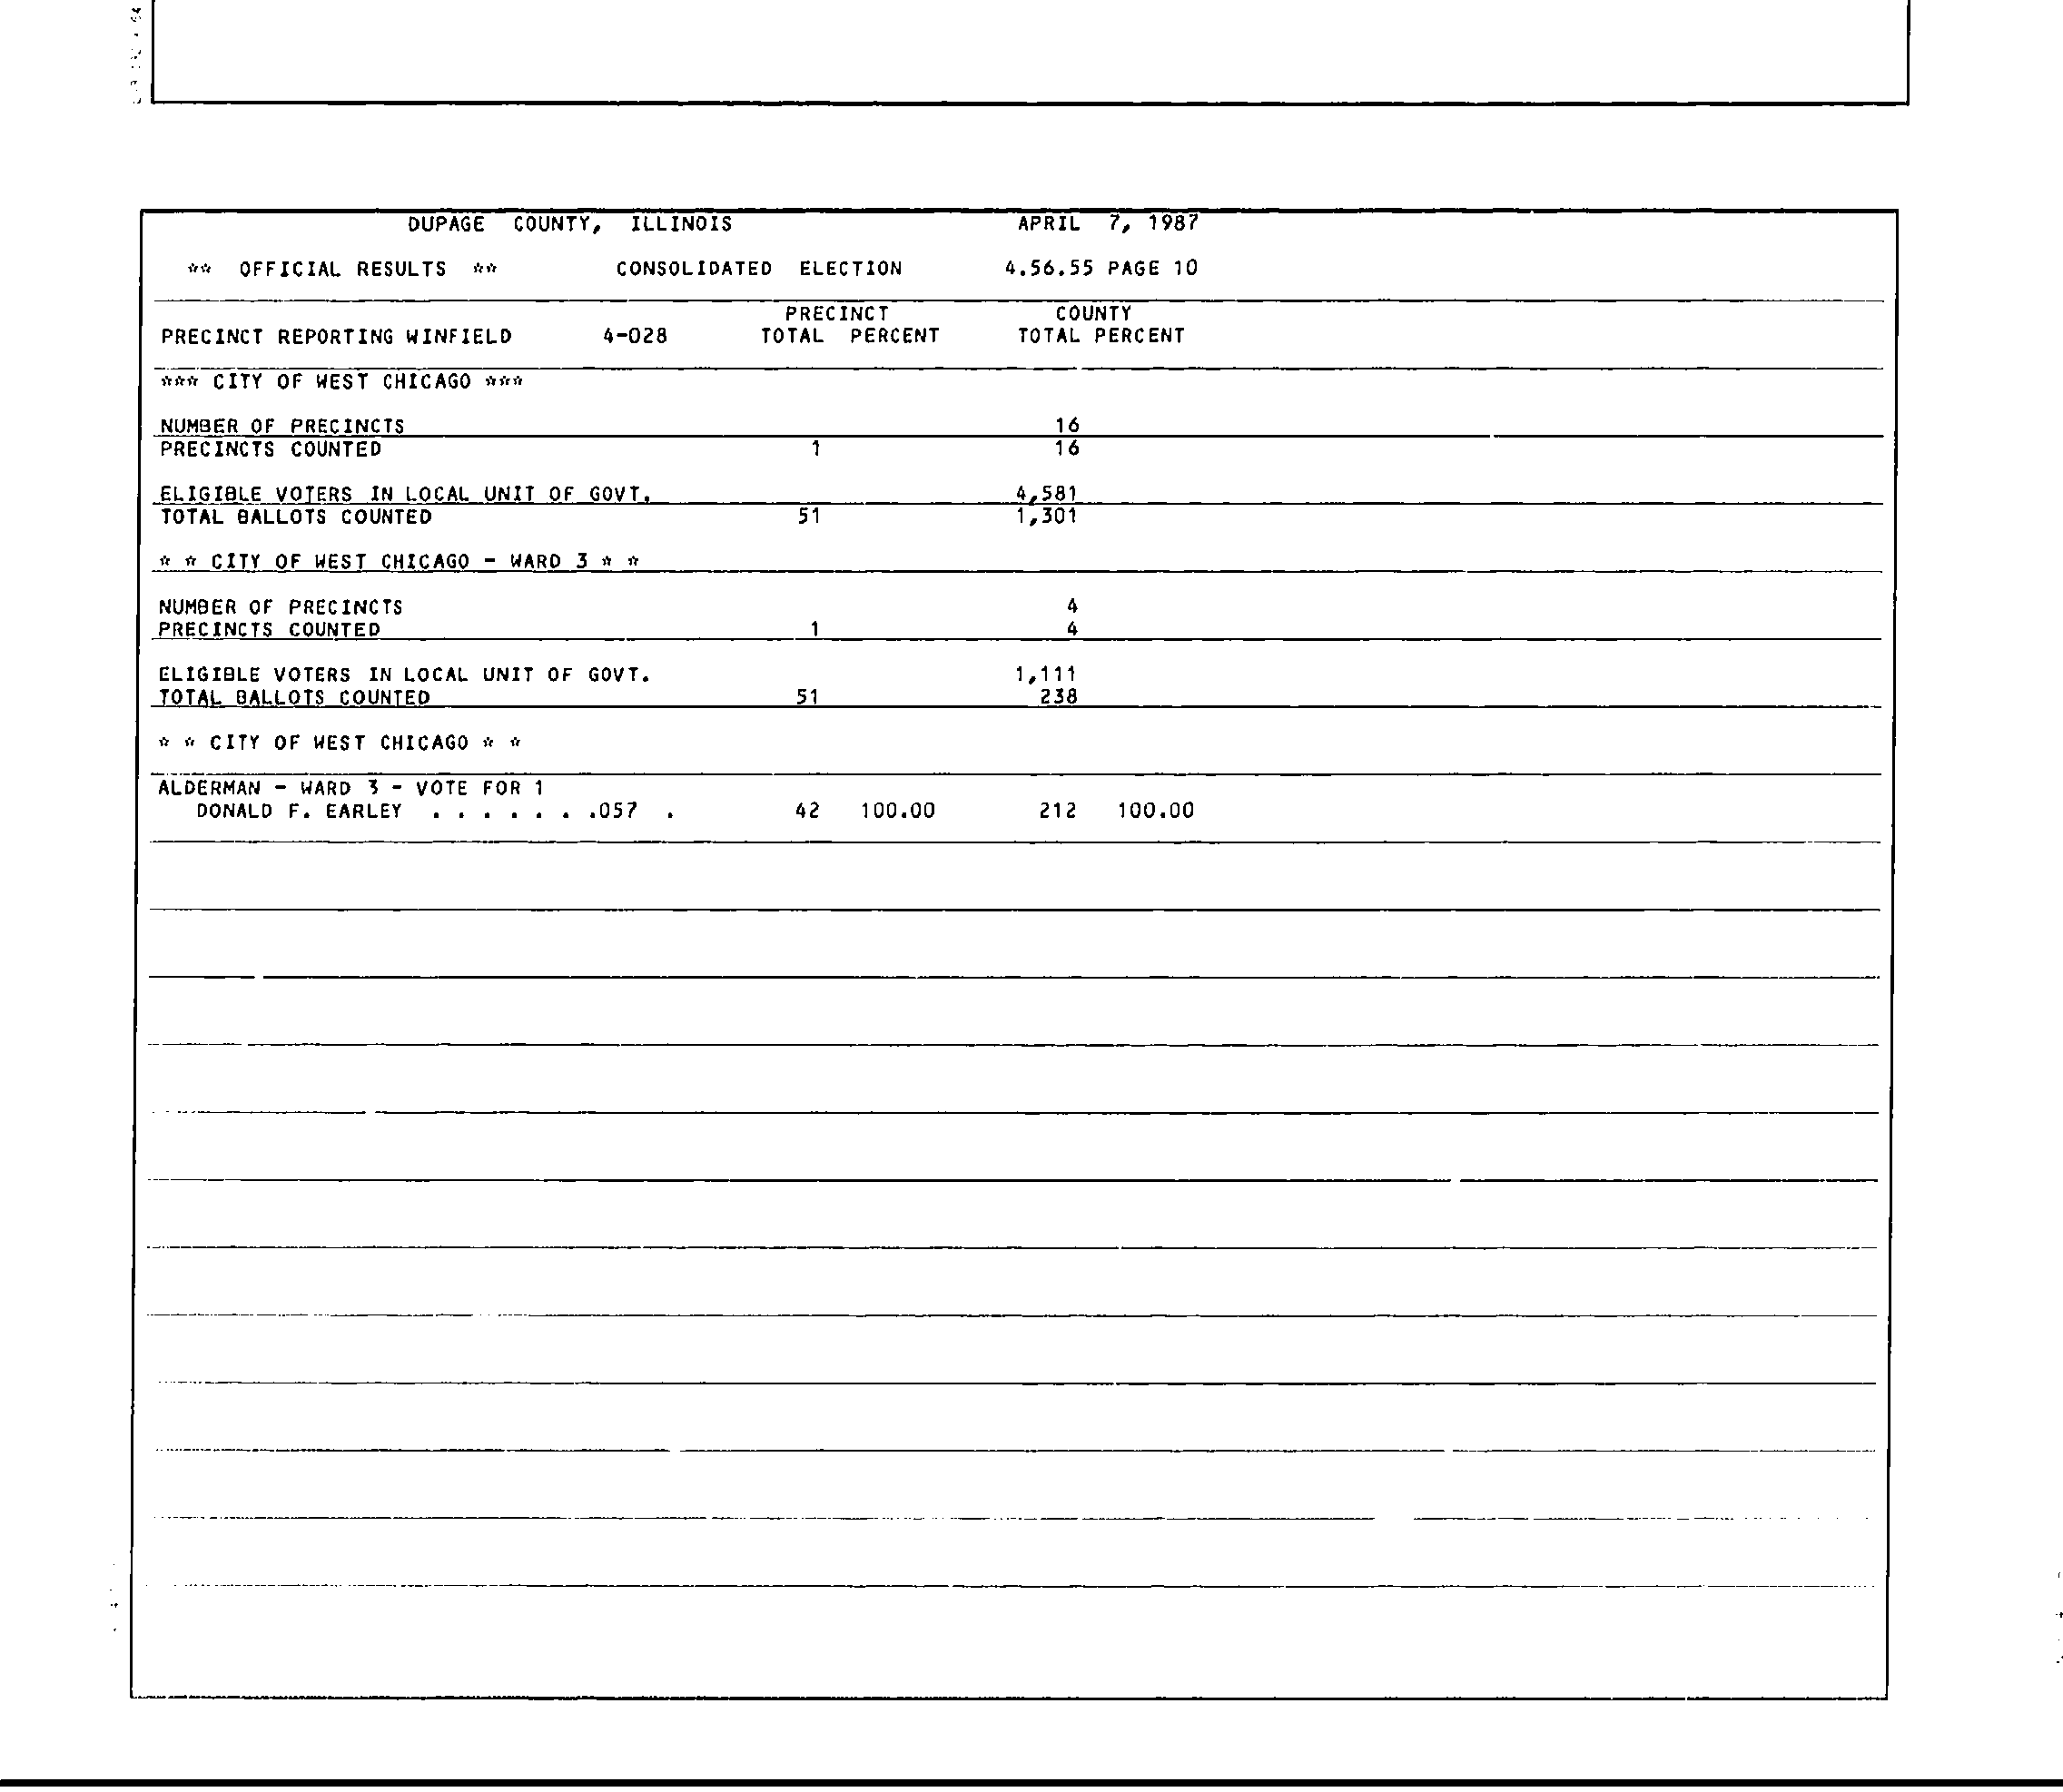 DUPAGE COUNTY, ILLINOIS APRIL 7, 1987
** OFFICIAL RESULTS ** CONSOLIDATED ELECTION 4.56.55 PAGE 10
PRECINCT COUNTY
PRECINCT REPORTING WINFIELD 4-028 TOTAL PERCENT TOTAL PERCENT
*** CITY OF WEST CHICAGO ***
NUMBER OF PRECINCTS 16
PRECINCTS COUNTED 1 16
ELIGIBLE VOTERS IN LOCAL UNIT OF GOVT. 4,581
TOTAL BALLOTS COUNTED 51 1,301
* * CITY OF WEST CHICAGO - WARD 3 * *
NUMBER OF PRECINCTS 4
PRECINCTS COUNTED 1 4
ELIGIBLE VOTERS IN LOCAL UNIT OF GOVT. 1,111
TOTAL BALLOTS COUNTED 51 238
* * CITY OF WEST CHICAGO * *
ALDERMAN - WARD 3 - VOTE FOR 1
DONALD F. EARLEY . . . . . . .057 . 42 100.00 212 100.00